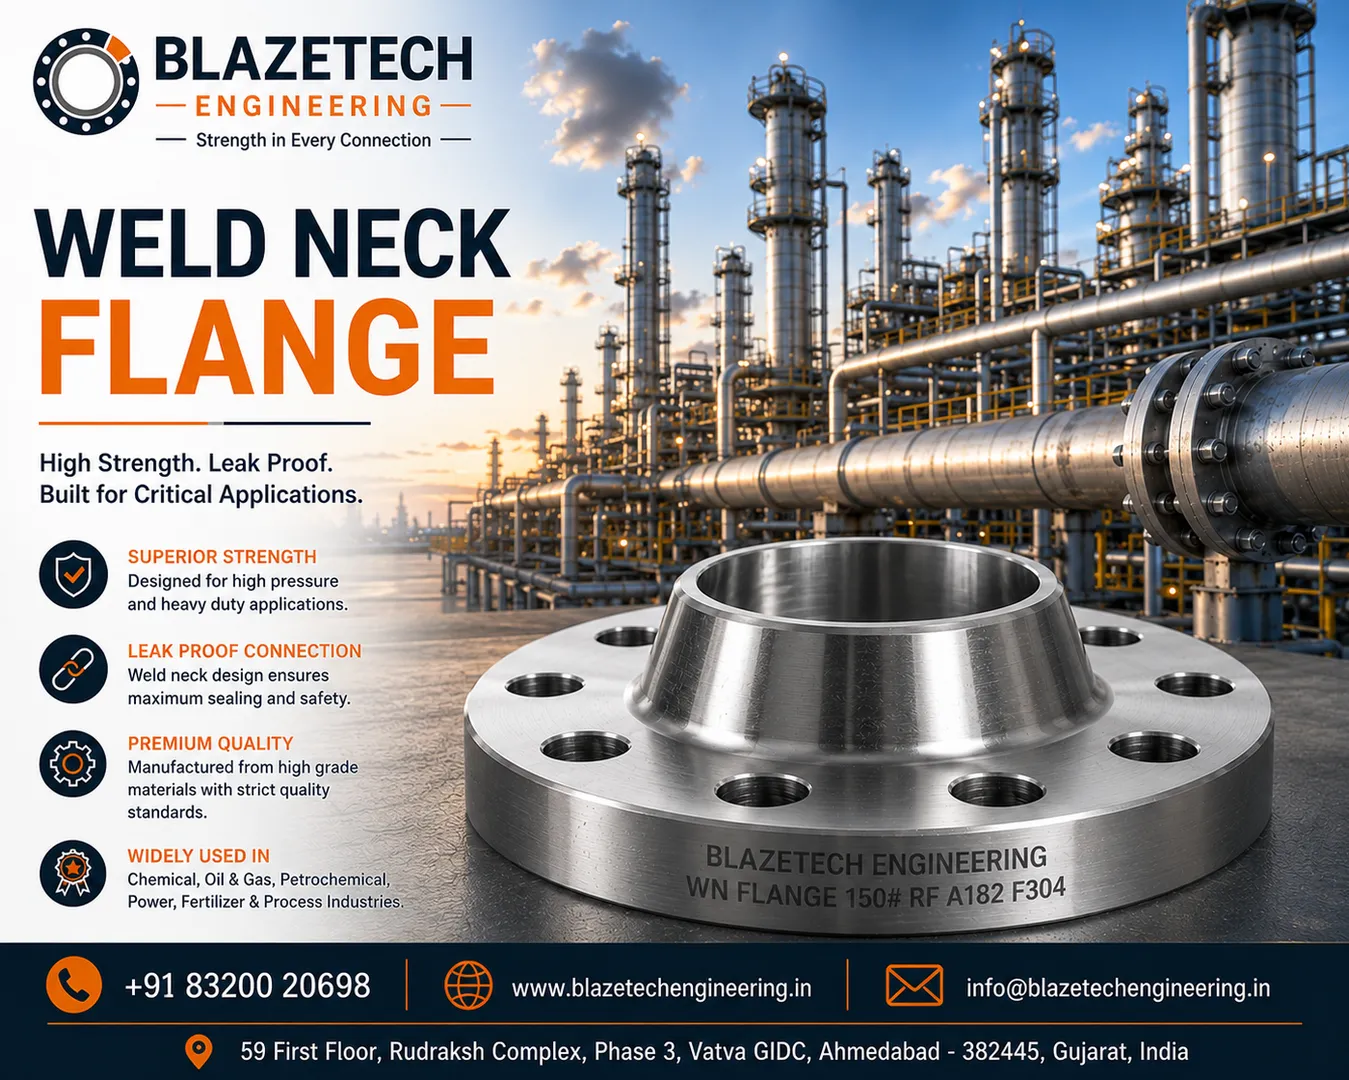 BLAZETECH
ENGINEERING
Strength in Every Connection
WELD NECK
FLANGE
High Strength. Leak Proof.
Built for Critical Applications.
SUPERIOR STRENGTH
Designed for high pressure
and heavy duty applications.
LEAK PROOF CONNECTION
Weld neck design ensures
maximum sealing and safety.
PREMIUM QUALITY
Manufactured from high grade
materials with strict quality
standards.
WIDELY USED IN
Chemical, Oil & Gas, Petrochemical,
Power, Fertilizer & Process Industries.
BLAZETECH ENGINEERING
WN FLANGE 150# RF A182 F304
+91 83200 20698
www.blazetechengineering.in
info@blazetechengineering.in
59 First Floor, Rudraksh Complex, Phase 3, Vatva GIDC, Ahmedabad - 382445, Gujarat, India